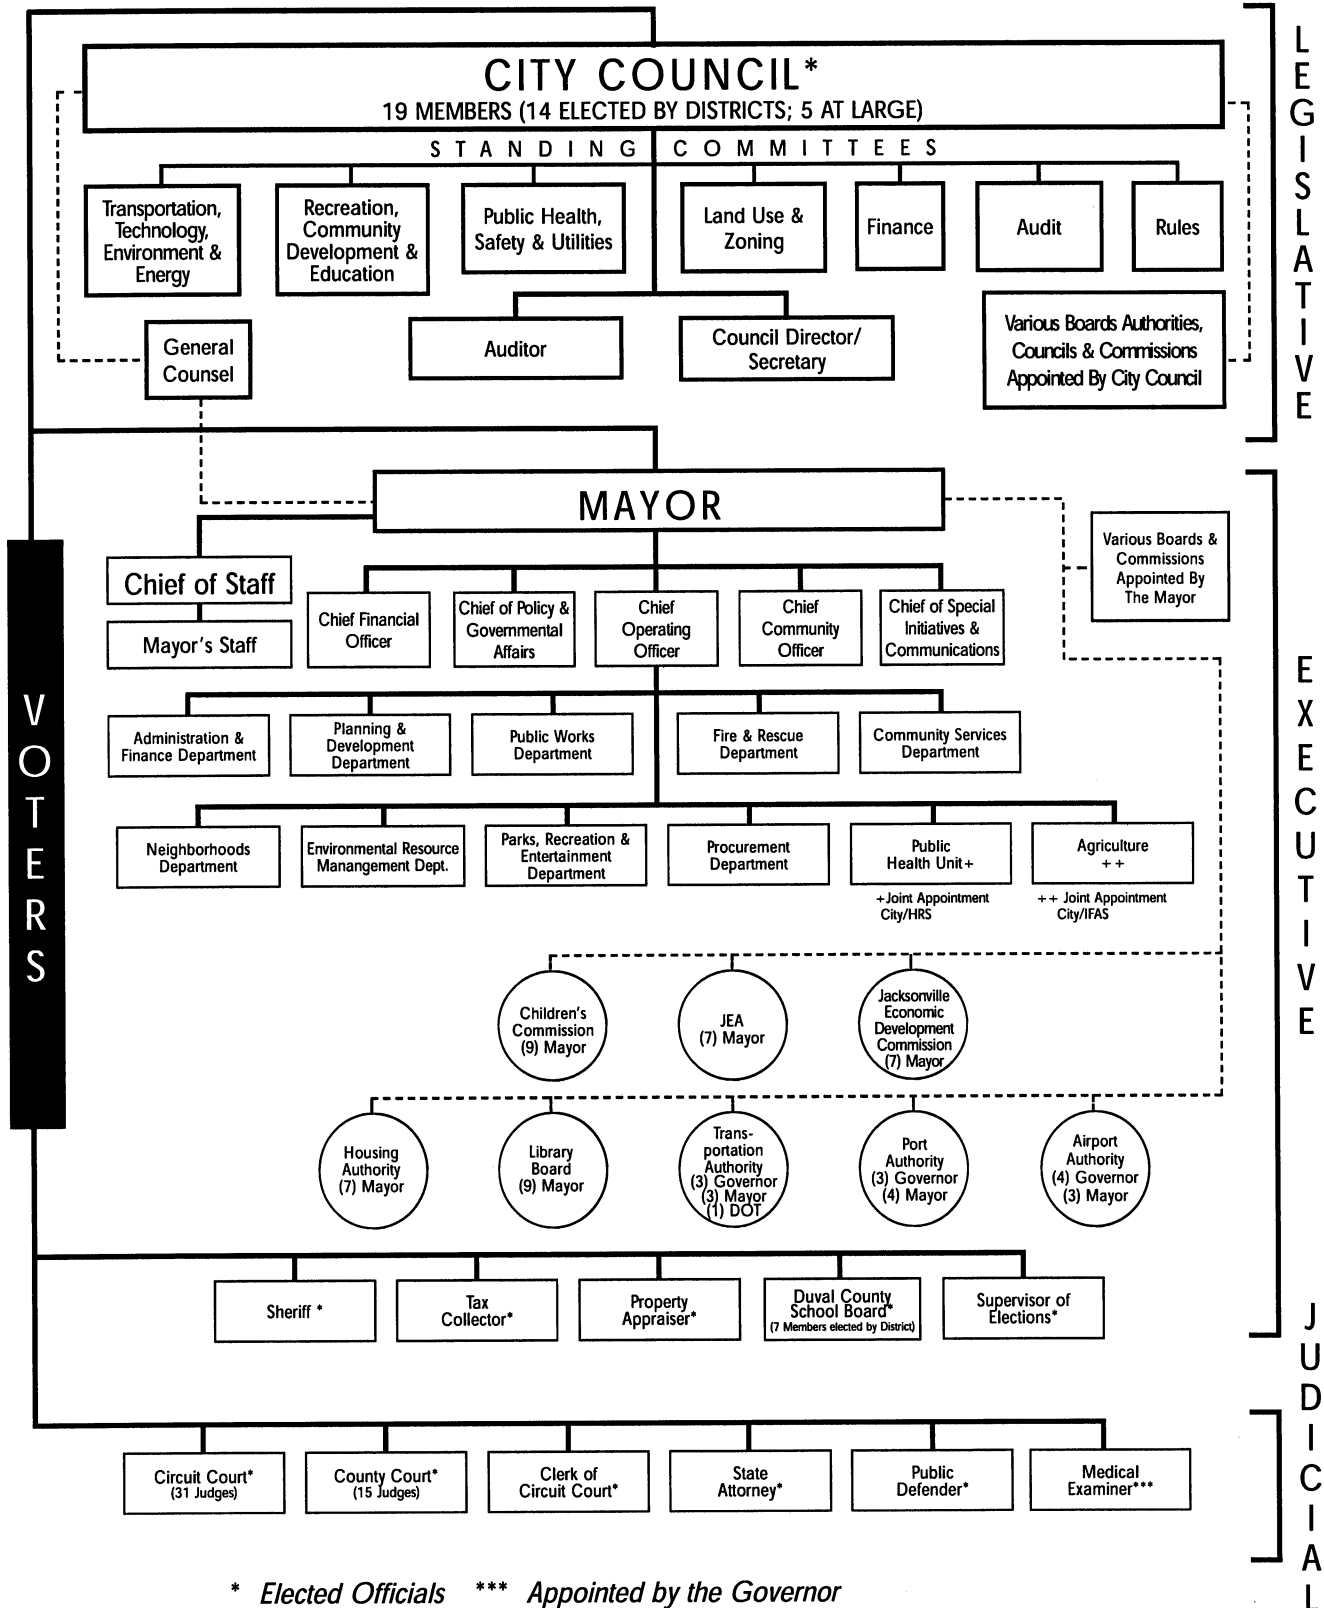 CITY COUNCIL*
19 MEMBERS (14 ELECTED BY DISTRICTS; 5 AT LARGE)
STANDING COMMITTEES
Transportation,
Technology,
Environment &
Energy
Recreation,
Community
Development &
Education
Public Health,
Safety & Utilities
Land Use &
Zoning
Finance
Audit
Rules
General
Counsel
Auditor
Council Director/
Secretary
Various Boards Authorities,
Councils & Commissions
Appointed By City Council
LEGISLATIVE
MAYOR
Chief of Staff
Mayor's Staff
Chief Financial
Officer
Chief of Policy &
Governmental
Affairs
Chief
Operating
Officer
Chief
Community
Officer
Chief of Special
Initiatives &
Communications
Various Boards &
Commissions
Appointed By
The Mayor
VOTERS
EXECUTIVE
Administration &
Finance Department
Planning &
Development
Department
Public Works
Department
Fire & Rescue
Department
Community Services
Department
Neighborhoods
Department
Environmental Resource
Mangement Dept.
Parks, Recreation &
Entertainment
Department
Procurement
Department
Public
Health Unit+
Agriculture
++
+Joint Appointment
City/HRS
++ Joint Appointment
City/IFAS
Children's
Commission
(9) Mayor
JEA
(7) Mayor
Jacksonville
Economic
Development
Commission
(7) Mayor
Housing
Authority
(7) Mayor
Library
Board
(9) Mayor
Trans-
portation
Authority
(3) Governor
(3) Mayor
(1) DOT
Port
Authority
(3) Governor
(4) Mayor
Airport
Authority
(4) Governor
(3) Mayor
Sheriff *
Tax
Collector*
Property
Appraiser*
Duval County
School Board*
(7 Members elected by District)
Supervisor of
Elections*
JUDICIAL
Circuit Court*
(31 Judges)
County Court*
(15 Judges)
Clerk of
Circuit Court*
State
Attorney*
Public
Defender*
Medical
Examiner***
* Elected Officials *** Appointed by the Governor